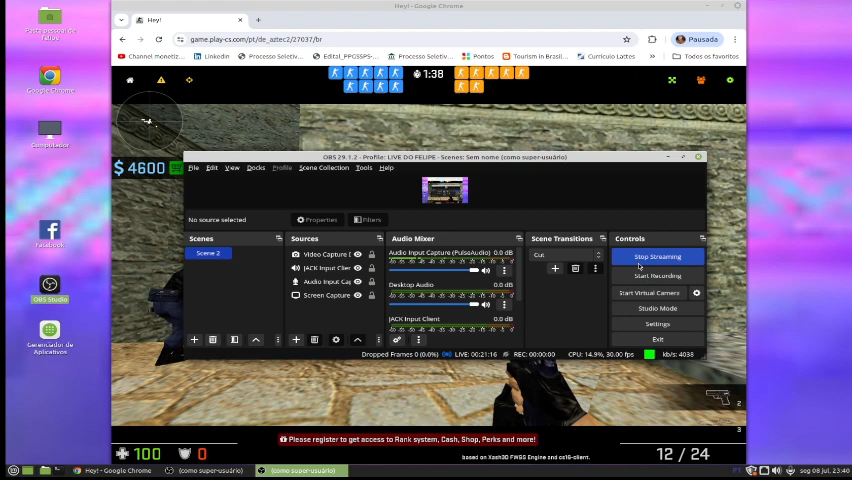 Hey! - Google Chrome
Pasta pessoal de
felipe
Google Chrome
Computador
Facebook
OBS Studio
Gerenciador de
Aplicativos
Hey!
game.play-cs.com/pt/de_aztec2/27037/br
Pausada
Channel monetiz...
Linkedin
Processo Seletiv...
Edital_PPGSSPS-...
Processo Seletiv...
Pontos
Tourism in Brasil...
Currículo Lattes
Todos os favoritos
1:38
$ 4600
OBS 29.1.2 - Profile: LIVE DO FELIPE - Scenes: Sem nome (como super-usuário)
File Edit View Docks Profile Scene Collection Tools Help
No source selected
Properties
Filters
Scenes
Sources
Audio Mixer
Scene Transitions
Controls
Scene 2
Video Capture D
JACK Input Clier
Audio Input Cap
Screen Capture
Audio Input Capture (PulseAudio) 0.0 dB
Desktop Audio 0.0 dB
JACK Input Client 0.0 dB
Cut
Stop Streaming
Start Recording
Start Virtual Camera
Studio Mode
Settings
Exit
Dropped Frames 0 (0.0%) LIVE: 00:21:16 REC: 00:00:00 CPU: 14.9%, 30.00 fps kb/s: 4038
2
3
Please register to get access to Rank system, Cash, Shop, Perks and more!
100
0
based on Xash3D FWGS Engine and cs16-client.
12 / 24
Hey! - Google Chrome
(como super-usuário)
(como super-usuário)
PT
seg 08 jul, 23:40